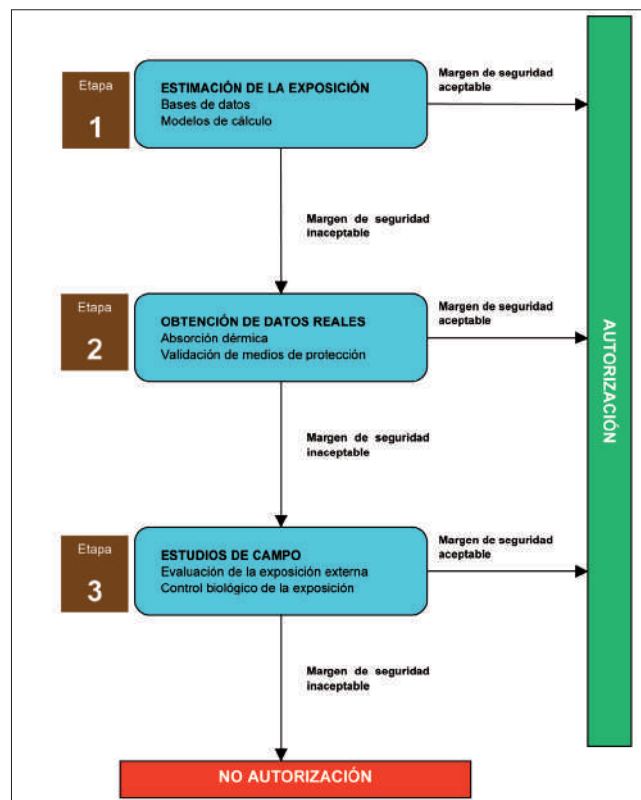 Etapa
1
ESTIMACIÓN DE LA EXPOSICIÓN
Bases de datos
Modelos de cálculo
Margen de seguridad
aceptable
Margen de seguridad
inaceptable
Etapa
2
OBTENCIÓN DE DATOS REALES
Absorción dérmica
Validación de medios de protección
Margen de seguridad
aceptable
Margen de seguridad
inaceptable
Etapa
3
ESTUDIOS DE CAMPO
Evaluación de la exposición externa
Control biológico de la exposición
Margen de seguridad
aceptable
Margen de seguridad
inaceptable
AUTORIZACIÓN
NO AUTORIZACIÓN